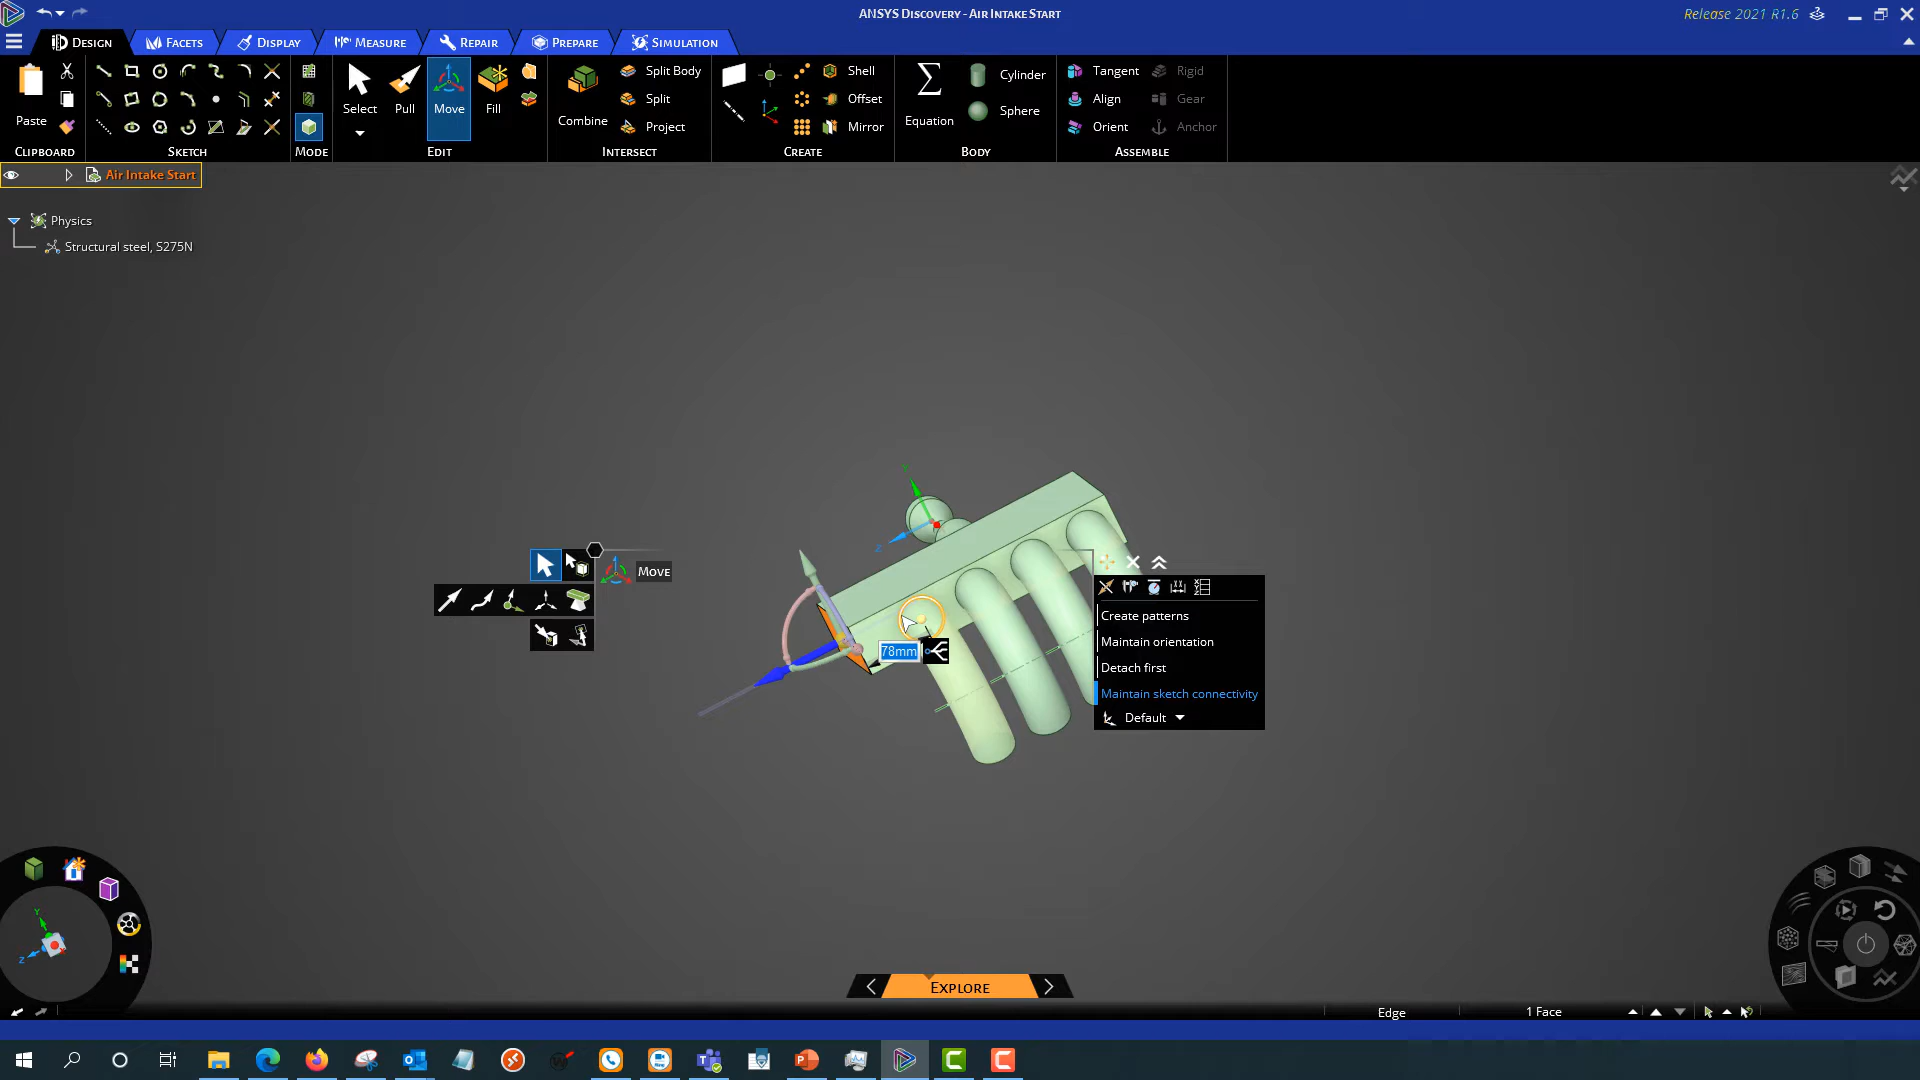 ANSYS Discovery - Air Intake Start
Release 2021 R1.6
Design
Facets
Display
Measure
Repair
Prepare
Simulation
Paste
Clipboard
Sketch
Mode
Select
Pull
Move
Fill
Edit
Combine
Split Body
Split
Project
Intersect
Shell
Offset
Mirror
Create
Equation
Cylinder
Sphere
Body
Tangent
Align
Orient
Rigid
Gear
Anchor
Assemble
Air Intake Start
Physics
Structural steel, S275N
Y
Z
Move
78mm
Create patterns
Maintain orientation
Detach first
Maintain sketch connectivity
Default
Y
Z
Explore
Edge
1 Face